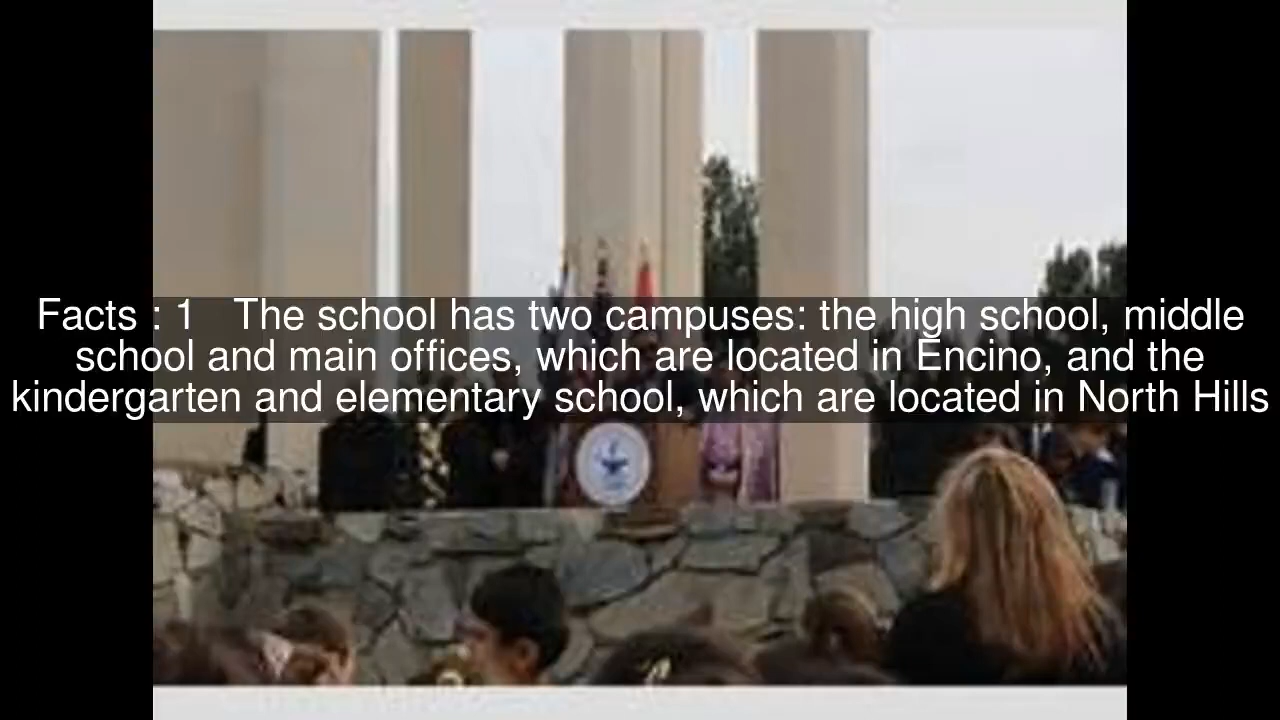 Facts : 1 The school has two campuses: the high school, middle
school and main offices, which are located in Encino, and the
kindergarten and elementary school, which are located in North Hills